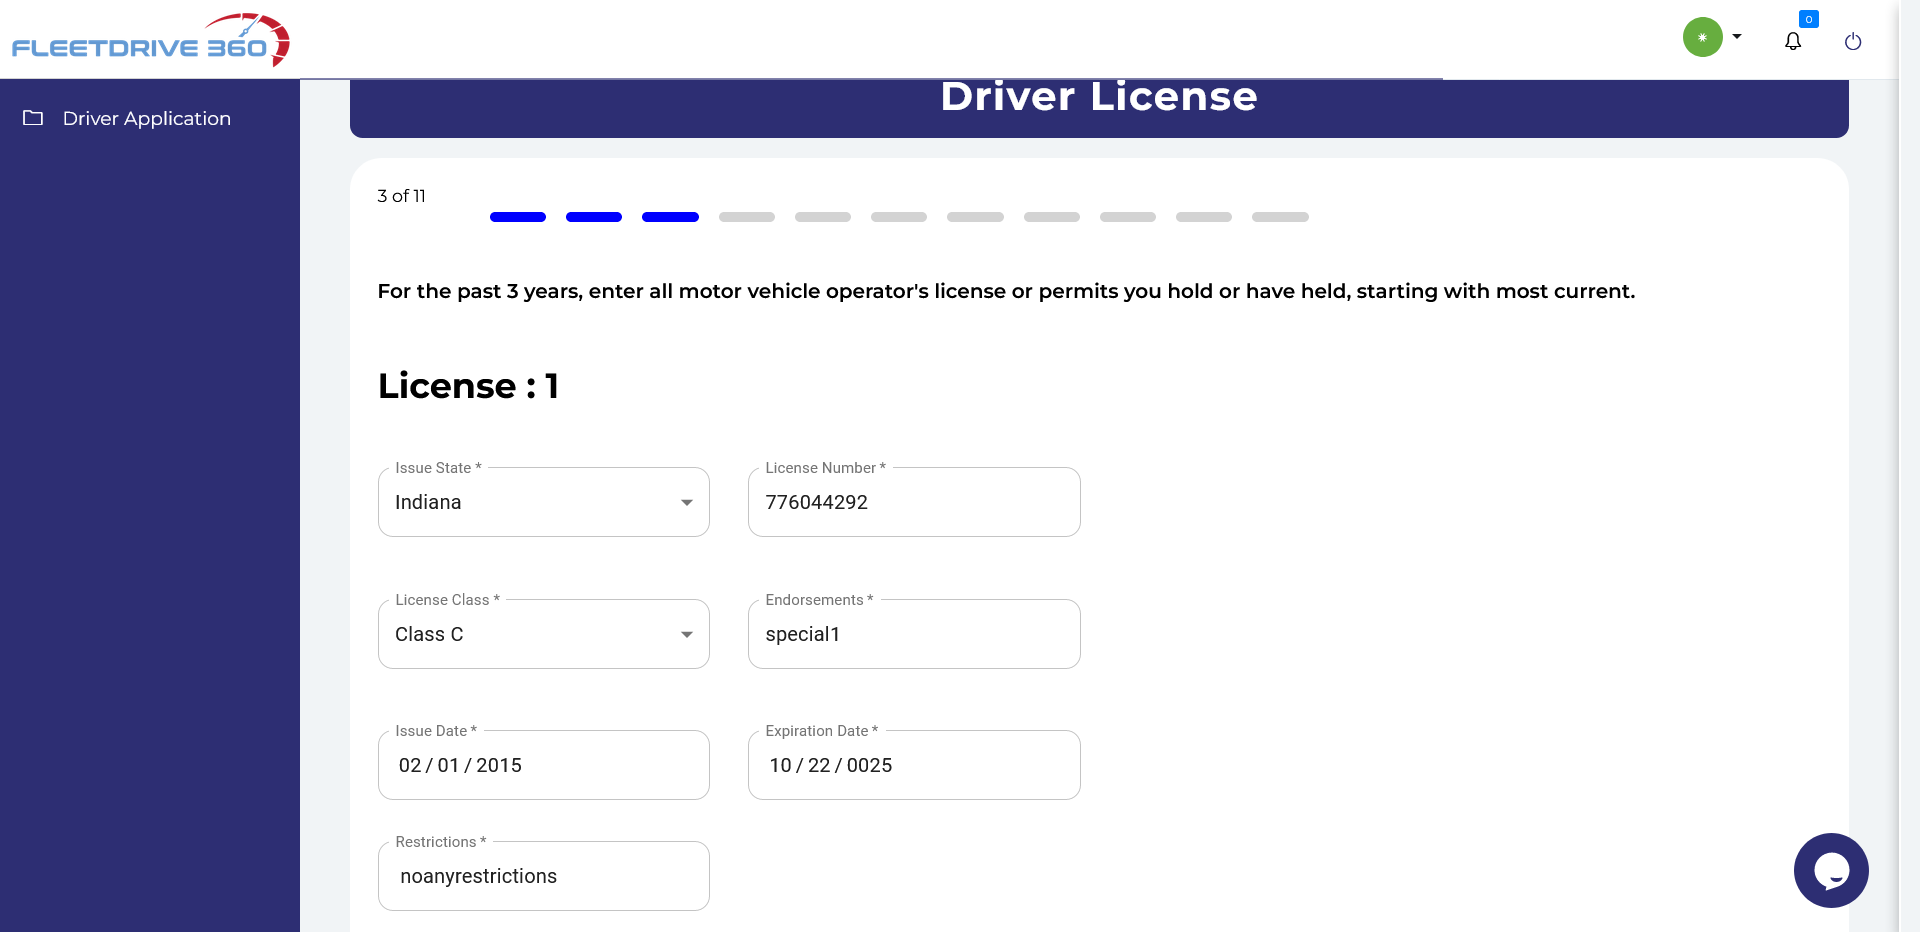 FLEETDRIVE 360
0
Driver Application
Driver License
3 of 11
For the past 3 years, enter all motor vehicle operator's license or permits you hold or have held, starting with most current.
License : 1
Issue State *
Indiana
License Number *
776044292
License Class *
Class C
Endorsements *
special1
Issue Date *
02 / 01 / 2015
Expiration Date *
10 / 22 / 0025
Restrictions *
noanyrestrictions